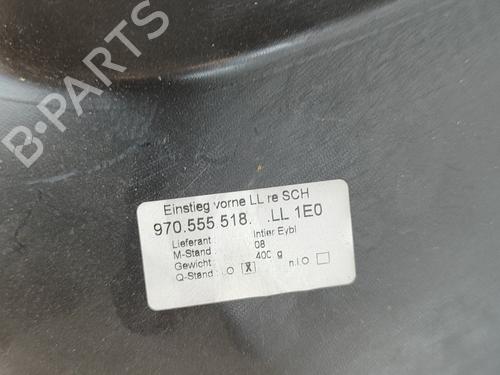 B-PARTS
Einstieg vorne LL re SCH
970.555.518. .LL 1E0
Lieferant : Intier Eybl
M-Stand : 08
Gewicht : 400 g
Q-Stand : i.o X n.i.o